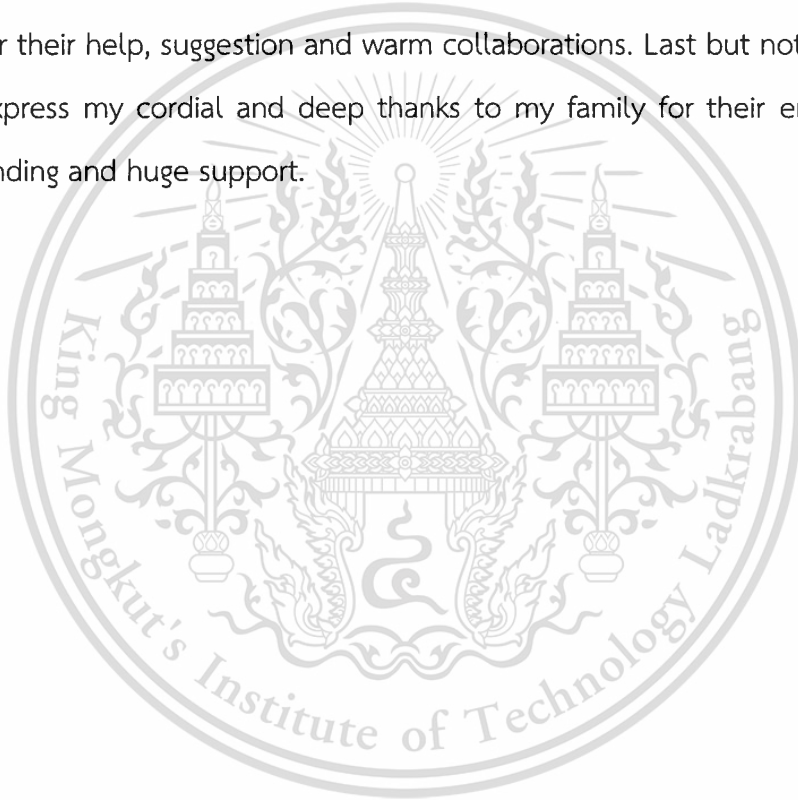 r their help, suggestion and warm collaborations. Last but not
xpress my cordial and deep thanks to my family for their e
nding and huge support.
King Mongkut's Institute of Technology Ladkrabang